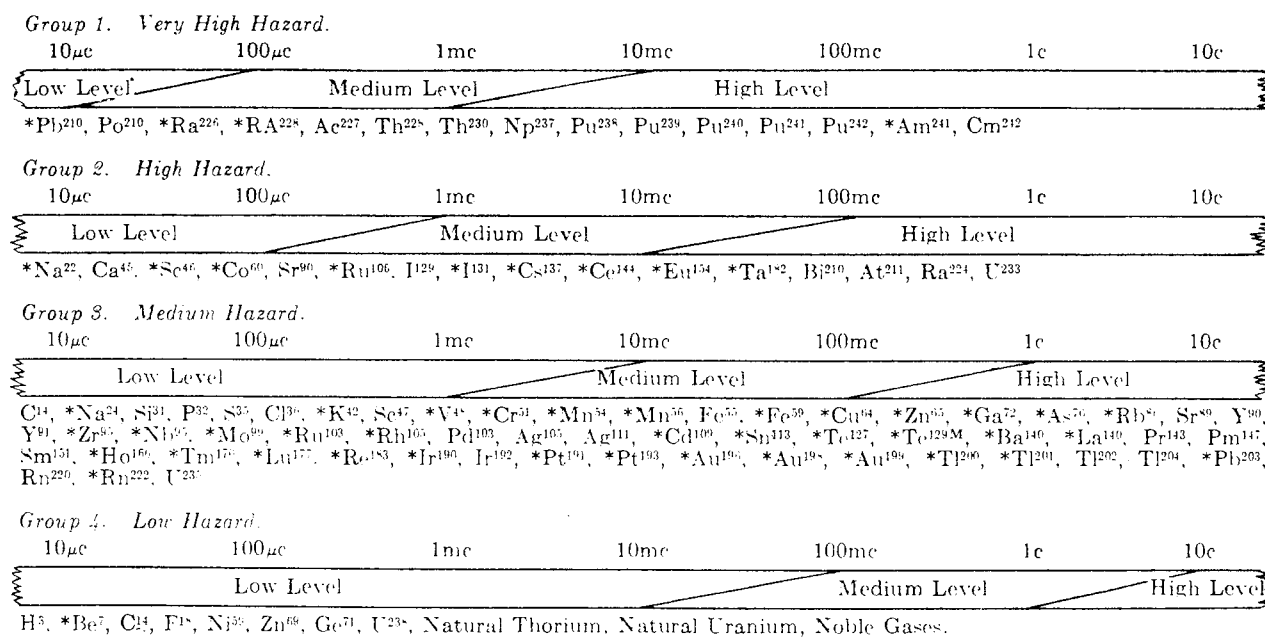 Group 1. Very High Hazard.
10μc 100μc 1mc 10mc 100mc 1c 10c
Low Level Medium Level High Level
*Pb²¹⁰, Po²¹⁰, *Ra²²⁶, *RA²²⁸, Ac²²⁷, Th²²⁸, Th²³⁰, Np²³⁷, Pu²³⁸, Pu²³⁹, Pu²⁴⁰, Pu²⁴¹, Pu²⁴², *Am²⁴¹, Cm²⁴²
Group 2. High Hazard.
10μc 100μc 1mc 10mc 100mc 1c 10c
Low Level Medium Level High Level
*Na²², Ca⁴⁵, *Sc⁴⁶, *Co⁶⁰, Sr⁹⁰, *Ru¹⁰⁶, I¹²⁹, *I¹³¹, *Cs¹³⁷, *Ce¹⁴⁴, *Eu¹⁵⁴, *Ta¹⁸², Bi²¹⁰, At²¹¹, Ra²²⁴, U²³³
Group 3. Medium Hazard.
10μc 100μc 1mc 10mc 100mc 1c 10c
Low Level Medium Level High Level
C¹⁴, *Na²⁴, Si³¹, P³², S³⁵, Cl³⁶, *K⁴², Sc⁴⁷, *V⁴⁸, *Cr⁵¹, *Mn⁵⁴, *Mn⁵⁶, Fe⁵⁵, *Fe⁵⁹, *Cu⁶⁴, *Zn⁶⁵, *Ga⁷², *As⁷⁶, *Rb⁸⁶, Sr⁸⁹, Y⁹⁰,
Y⁹¹, *Zr⁹⁵, *Nb⁹⁵, *Mo⁹⁹, *Ru¹⁰³, *Rh¹⁰⁵, Pd¹⁰³, Ag¹⁰⁵, Ag¹¹¹, *Cd¹⁰⁹, *Sn¹¹³, *Te¹²⁷, *Te¹²⁹ᴹ, *Ba¹⁴⁰, *La¹⁴⁰, Pr¹⁴³, Pm¹⁴⁷,
Sm¹⁵¹, *Ho¹⁶⁶, *Tm¹⁷⁰, *Lu¹⁷⁷, *Re¹⁸³, *Ir¹⁹⁰, Ir¹⁹², *Pt¹⁹¹, *Pt¹⁹³, *Au¹⁹⁶, *Au¹⁹⁸, *Au¹⁹⁹, *Tl²⁰⁰, *Tl²⁰¹, Tl²⁰², Tl²⁰⁴, *Pb²⁰³,
Rn²²⁰, *Rn²²², U²³⁵
Group 4. Low Hazard.
10μc 100μc 1mc 10mc 100mc 1c 10c
Low Level Medium Level High Level
H³, *Be⁷, C¹⁴, F¹⁸, Ni⁵⁹, Zn⁶⁹, Ge⁷¹, U²³⁸, Natural Thorium, Natural Uranium, Noble Gases.